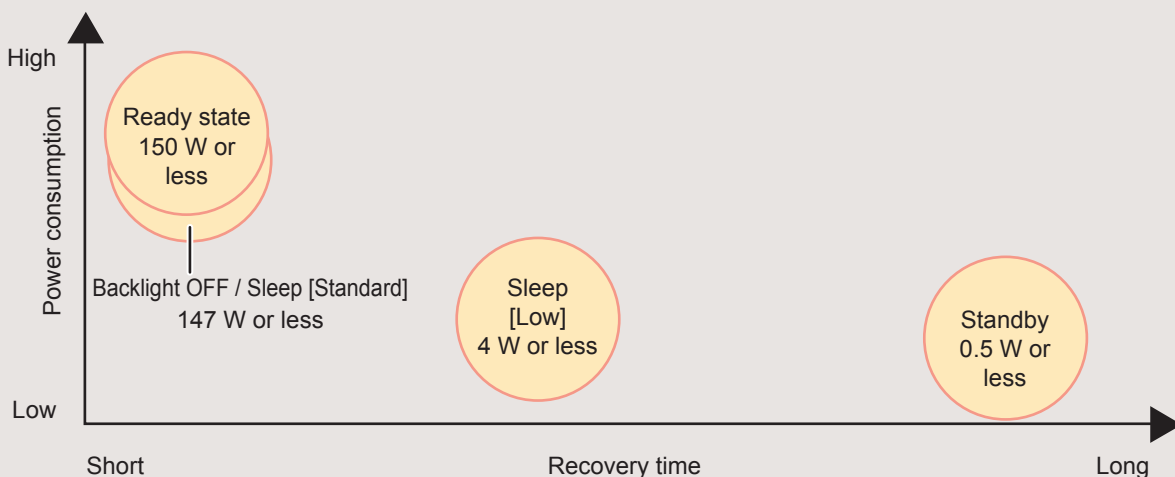 High
Power consumption
Ready state
150 W or
less
Backlight OFF / Sleep [Standard]
147 W or less
Sleep
[Low]
4 W or less
Standby
0.5 W or
less
Low
Short
Recovery time
Long